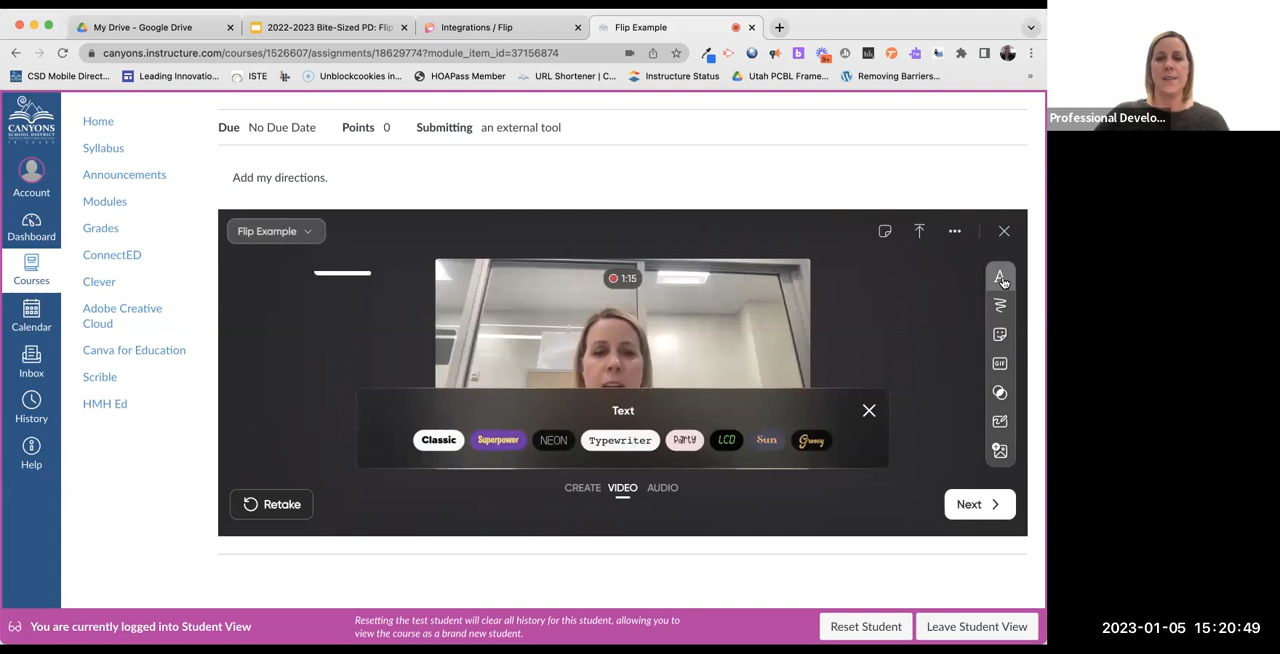 My Drive - Google Drive
2022-2023 Bite-Sized PD: Flip
Integrations / Flip
Flip Example
canyons.instructure.com/courses/1526607/assignments/18629774?module_item_id=37156874
CSD Mobile Direct...
Leading Innovatio...
ISTE
Unblockcookies in...
HOAPass Member
URL Shortener | C...
Instructure Status
Utah PCBL Frame...
Removing Barriers...
»
CANYONS
SCHOOL DISTRICT
Account
Dashboard
Courses
Calendar
Inbox
History
Help
Home
Syllabus
Announcements
Modules
Grades
ConnectED
Clever
Adobe Creative
Cloud
Canva for Education
Scrible
HMH Ed
Due No Due Date Points 0 Submitting an external tool
Add my directions.
Flip Example
1:15
GIF
Text
Classic Superpower NEON Typewriter Party LCD Sun Groovy
CREATE VIDEO AUDIO
Retake
Next
You are currently logged into Student View
Resetting the test student will clear all history for this student, allowing you to
view the course as a brand new student.
Reset Student
Leave Student View
Professional Develo...
2023-01-05 15:20:49